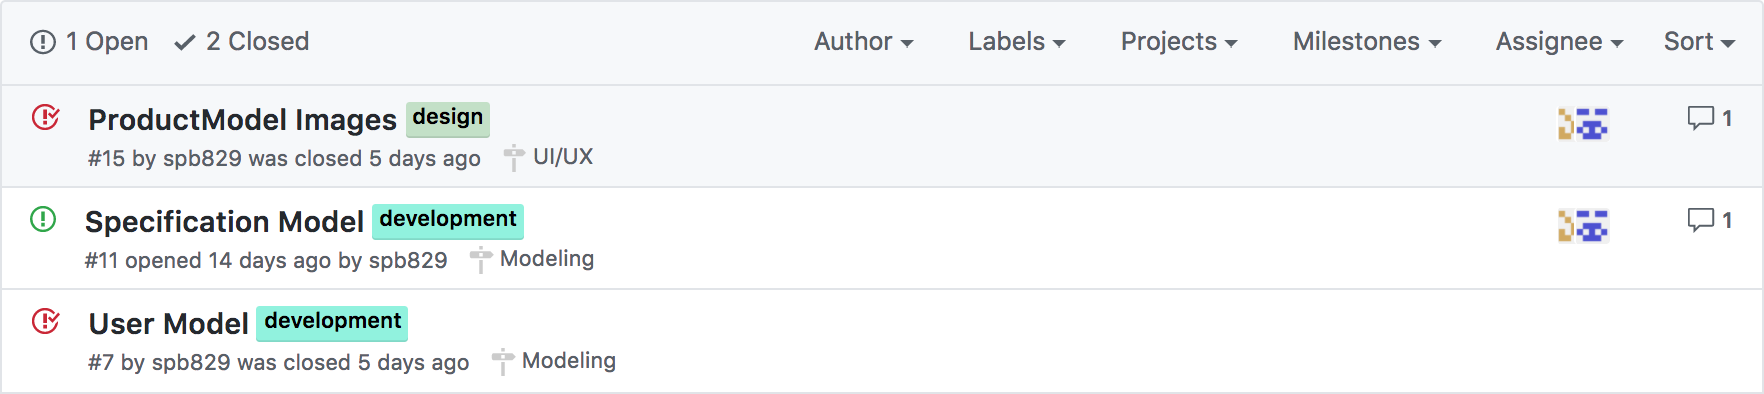 1 Open 2 Closed Author Labels Projects Milestones Assignee Sort
ProductModel Images design 1
#15 by spb829 was closed 5 days ago UI/UX
Specification Model development 1
#11 opened 14 days ago by spb829 Modeling
User Model development
#7 by spb829 was closed 5 days ago Modeling